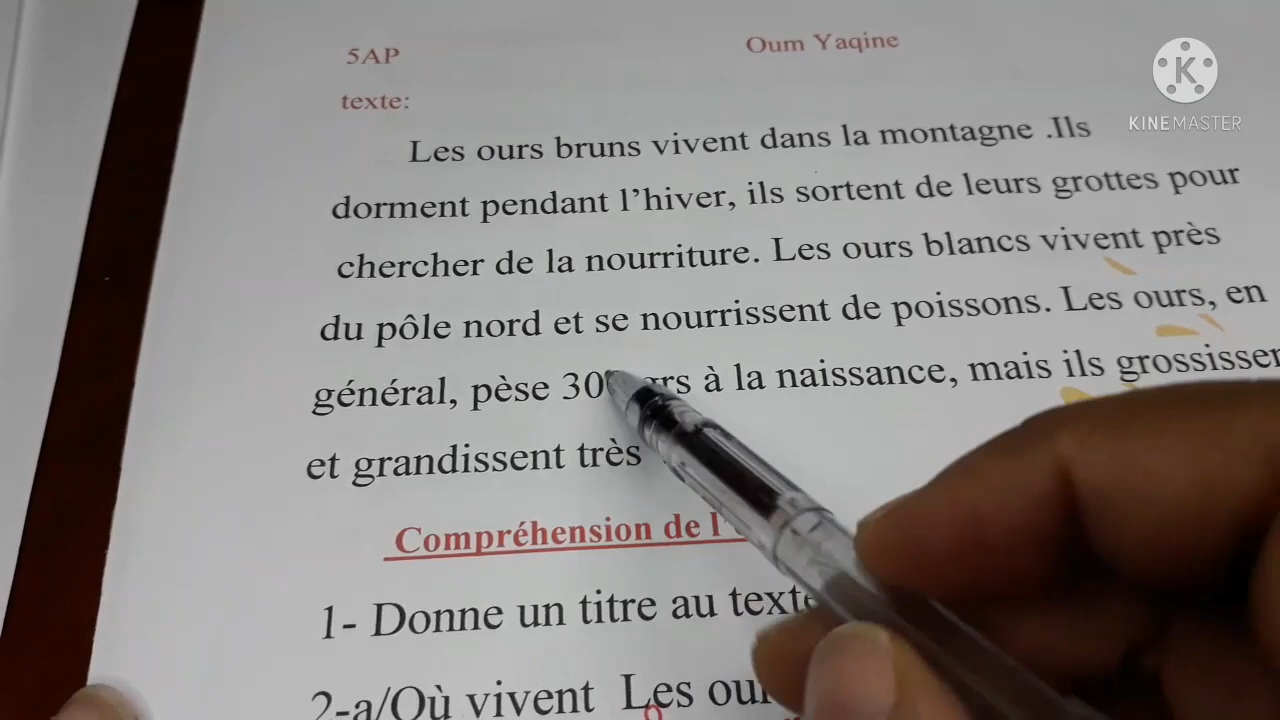 5AP Oum Yaqine
KINEMASTER
texte:
Les ours bruns vivent dans la montagne .Ils
dorment pendant l'hiver, ils sortent de leurs grottes pour
chercher de la nourriture. Les ours blancs vivent près
du pôle nord et se nourrissent de poissons. Les ours, en
général, pèse à la naissance, mais ils
et grandissent très
Compréhension de
1- Donne un titre au texte
2-a/Où vivent Les